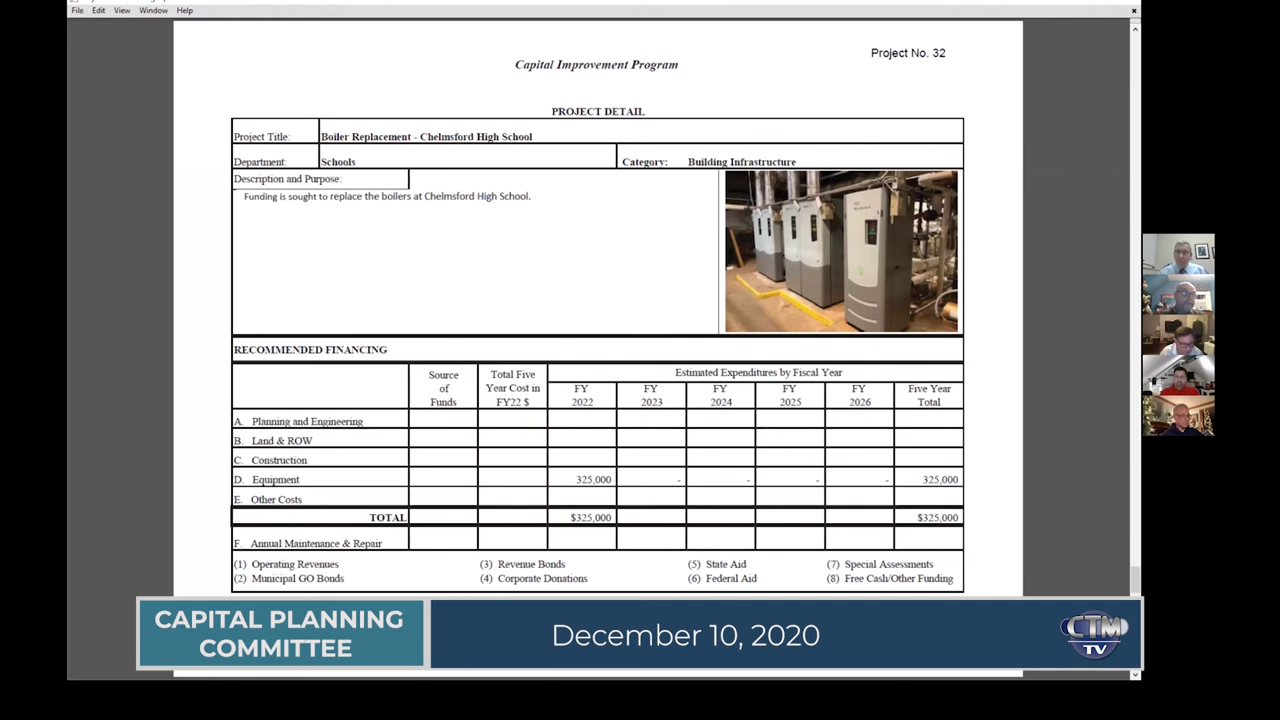 File Edit View Window Help
Project No. 32
Capital Improvement Program
PROJECT DETAIL
Project Title: Boiler Replacement - Chelmsford High School
Department: Schools Category: Building Infrastructure
Description and Purpose:
Funding is sought to replace the boilers at Chelmsford High School.
RECOMMENDED FINANCING
Source of Funds
Total Five Year Cost in FY22 $
Estimated Expenditures by Fiscal Year
FY 2022 FY 2023 FY 2024 FY 2025 FY 2026 Five Year Total
A. Planning and Engineering
B. Land & ROW
C. Construction
D. Equipment 325,000 - - - - 325,000
E. Other Costs
TOTAL $325,000 $325,000
F. Annual Maintenance & Repair
(1) Operating Revenues (3) Revenue Bonds (5) State Aid (7) Special Assessments
(2) Municipal GO Bonds (4) Corporate Donations (6) Federal Aid (8) Free Cash/Other Funding
CAPITAL PLANNING
COMMITTEE
December 10, 2020
CTM
TV